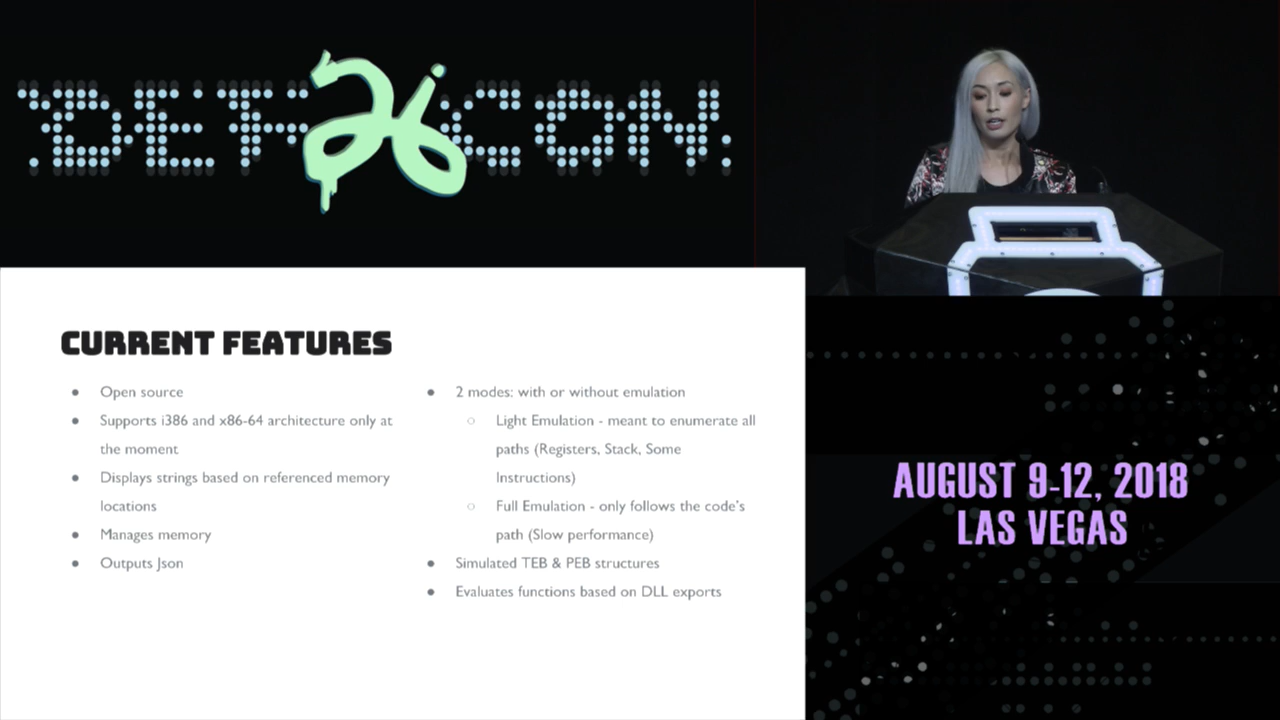 DEF 26 CON
CURRENT FEATURES
● Open source
● Supports i386 and x86-64 architecture only at
the moment
● Displays strings based on referenced memory
locations
● Manages memory
● Outputs Json
● 2 modes: with or without emulation
○ Light Emulation - meant to enumerate all
paths (Registers, Stack, Some
Instructions)
○ Full Emulation - only follows the code's
path (Slow performance)
● Simulated TEB & PEB structures
● Evaluates functions based on DLL exports
AUGUST 9-12, 2018
LAS VEGAS